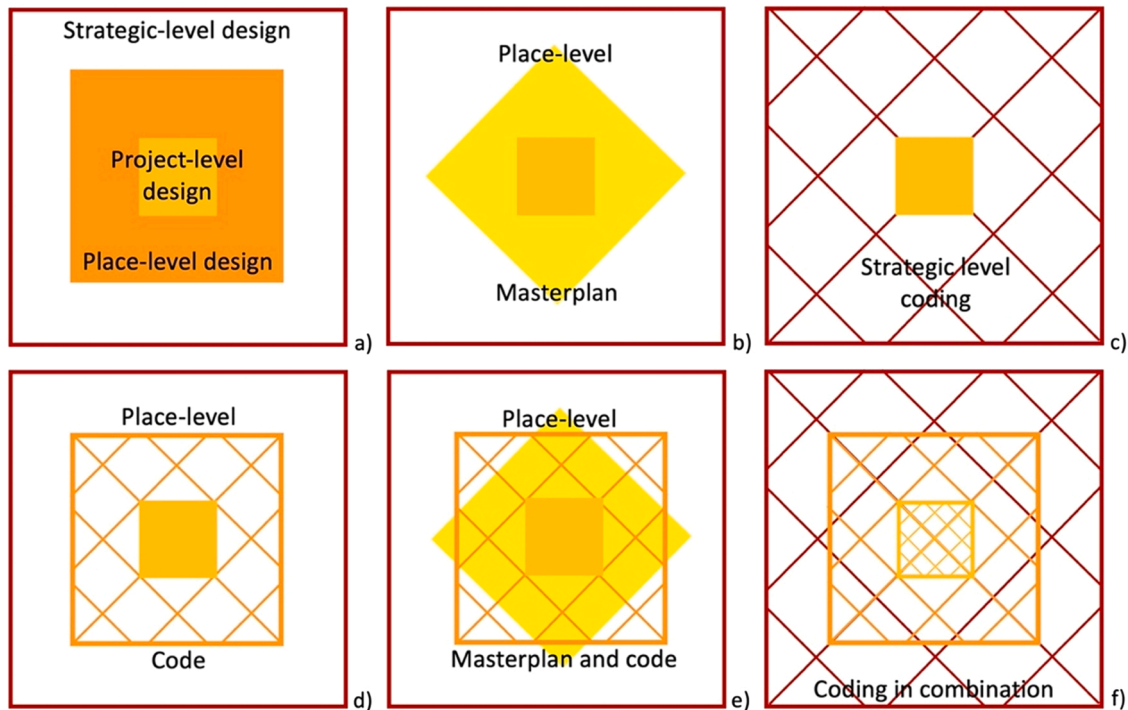 Strategic-level design
Project-level
design
Place-level design
a)
Place-level
Masterplan
b)
Strategic level
coding
c)
Place-level
Code
d)
Place-level
Masterplan and code
e)
Coding in combination
f)